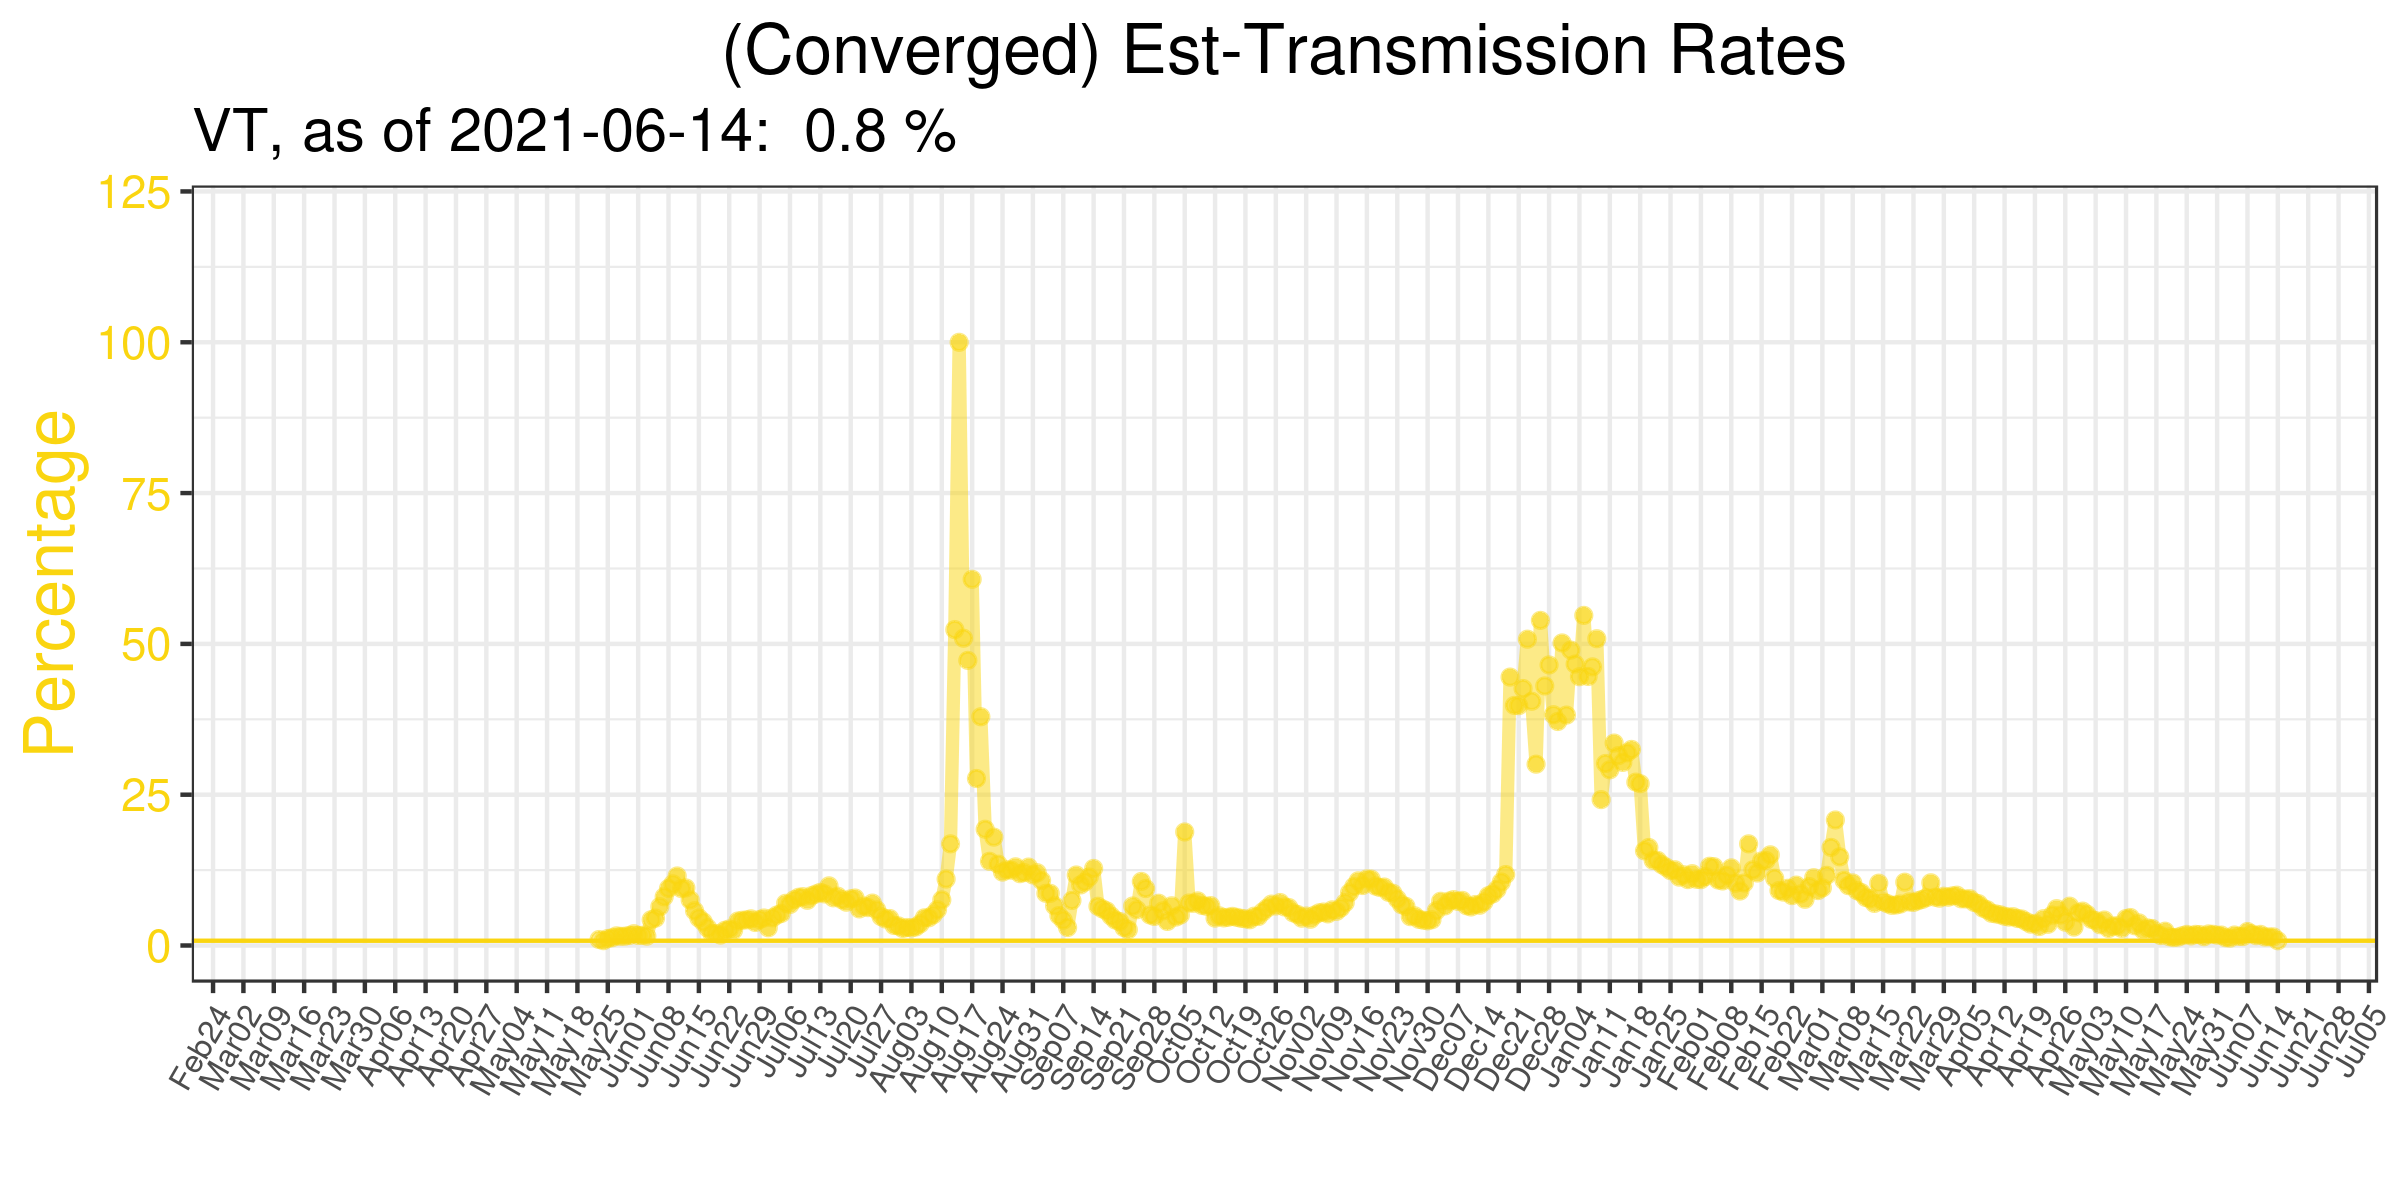 (Converged) Est-Transmission Rates
VT, as of 2021-06-14:  0.8 %
Percentage
125
100
75
50
25
0
Feb24
Mar02
Mar09
Mar16
Mar23
Mar30
Apr06
Apr13
Apr20
Apr27
May04
May11
May18
May25
Jun01
Jun08
Jun15
Jun22
Jun29
Jul06
Jul13
Jul20
Jul27
Aug03
Aug10
Aug17
Aug24
Aug31
Sep07
Sep14
Sep21
Sep28
Oct05
Oct12
Oct19
Oct26
Nov02
Nov09
Nov16
Nov23
Nov30
Dec07
Dec14
Dec21
Dec28
Jan04
Jan11
Jan18
Jan25
Feb01
Feb08
Feb15
Feb22
Mar01
Mar08
Mar15
Mar22
Mar29
Apr05
Apr12
Apr19
Apr26
May03
May10
May17
May24
May31
Jun07
Jun14
Jun21
Jun28
Jul05